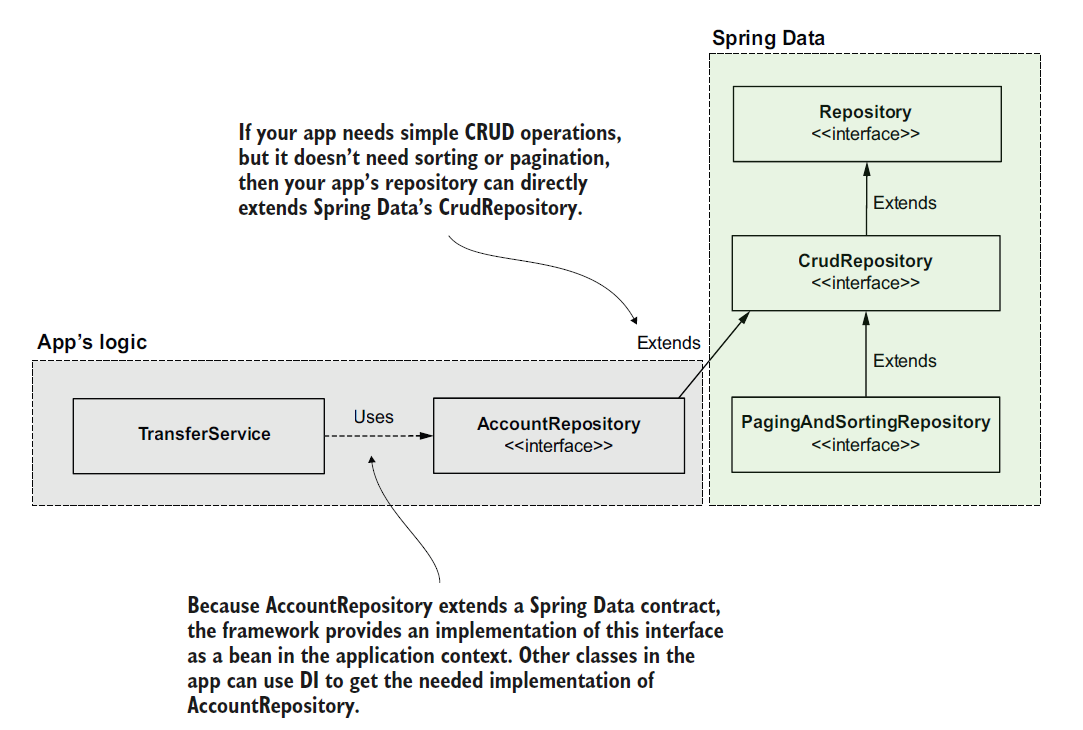 Spring Data
Repository
<<interface>>
If your app needs simple CRUD operations,
but it doesn't need sorting or pagination,
then your app's repository can directly
extends Spring Data's CrudRepository.
Extends
CrudRepository
<<interface>>
Extends
App's logic
Extends
TransferService
Uses
AccountRepository
<<interface>>
PagingAndSortingRepository
<<interface>>
Because AccountRepository extends a Spring Data contract,
the framework provides an implementation of this interface
as a bean in the application context. Other classes in the
app can use DI to get the needed implementation of
AccountRepository.